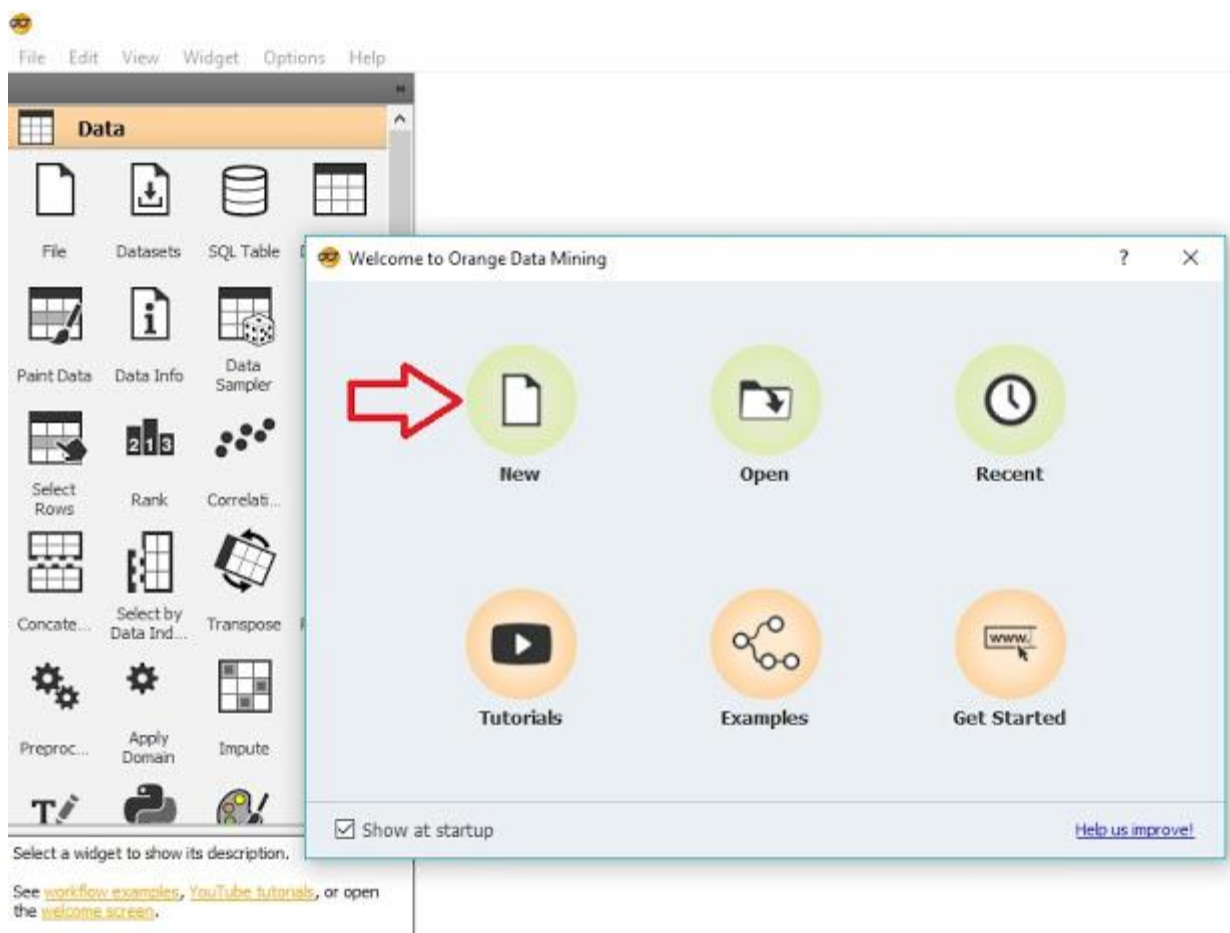 File Edit View Widget Options Help
Data
File Datasets SQL Table
Paint Data Data Info Data Sampler
Select Rows Rank Correlati...
Concate... Select by Data Ind... Transpose
Preproc... Apply Domain Impute
Select a widget to show its description.
See workflow examples, YouTube tutorials, or open
the welcome screen.
Welcome to Orange Data Mining ?
New Open Recent
www.
Tutorials Examples Get Started
Show at startup Help us improve!
2 1 3